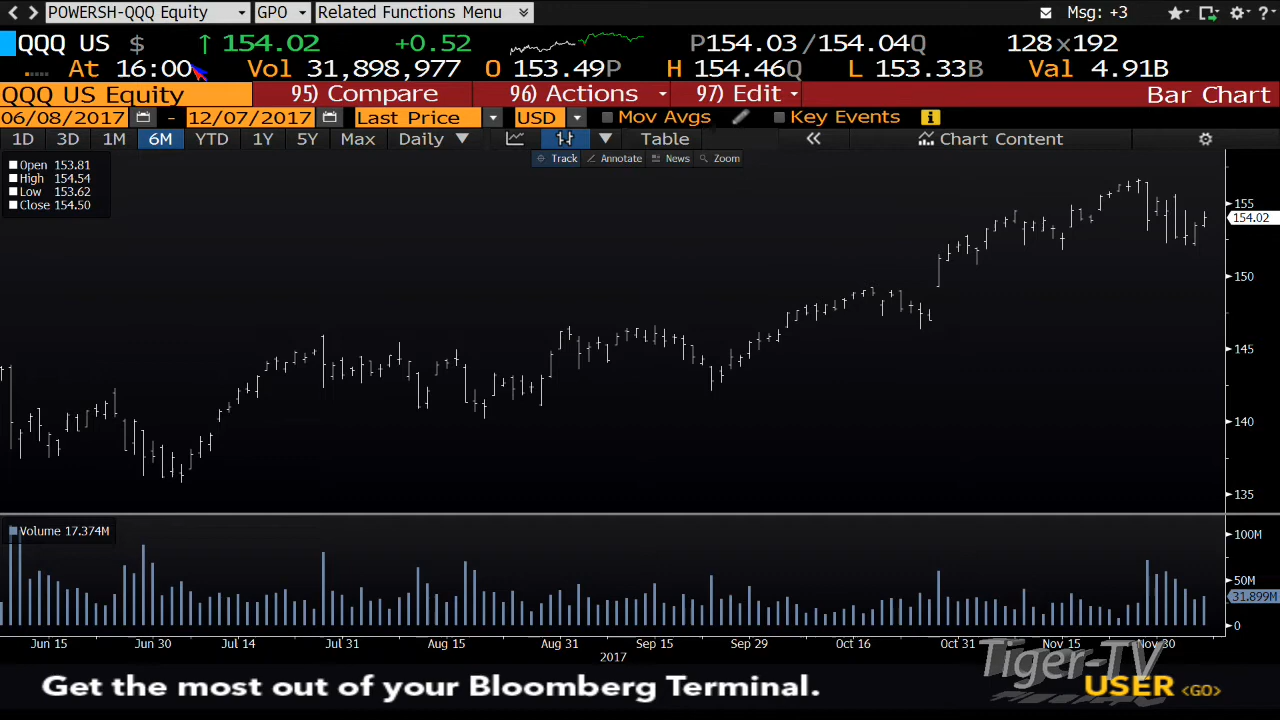 POWERSH-QQQ Equity GPO Related Functions Menu Msg: +3 ?
QQQ US $ ↑ 154.02 +0.52 P154.03 /154.04Q 128x192
At 16:00 Vol 31,898,977 O 153.49P H 154.46Q L 153.33B Val 4.91B
QQQ US Equity 95) Compare 96) Actions 97) Edit Bar Chart
06/08/2017 - 12/07/2017 Last Price USD Mov Avgs Key Events i
1D 3D 1M 6M YTD 1Y 5Y Max Daily Table « Chart Content
Track Annotate News Zoom
Open 153.81
High 154.54
Low 153.62
Close 154.50
155
154.02
150
145
140
135
Volume 17.374M
100M
50M
31.899M
0
Jun 15 Jun 30 Jul 14 Jul 31 Aug 15 Aug 31 Sep 15 Sep 29 Oct 16 Oct 31 Nov 15 Nov 30
2017
Tiger-TV
Get the most out of your Bloomberg Terminal. USER <GO>